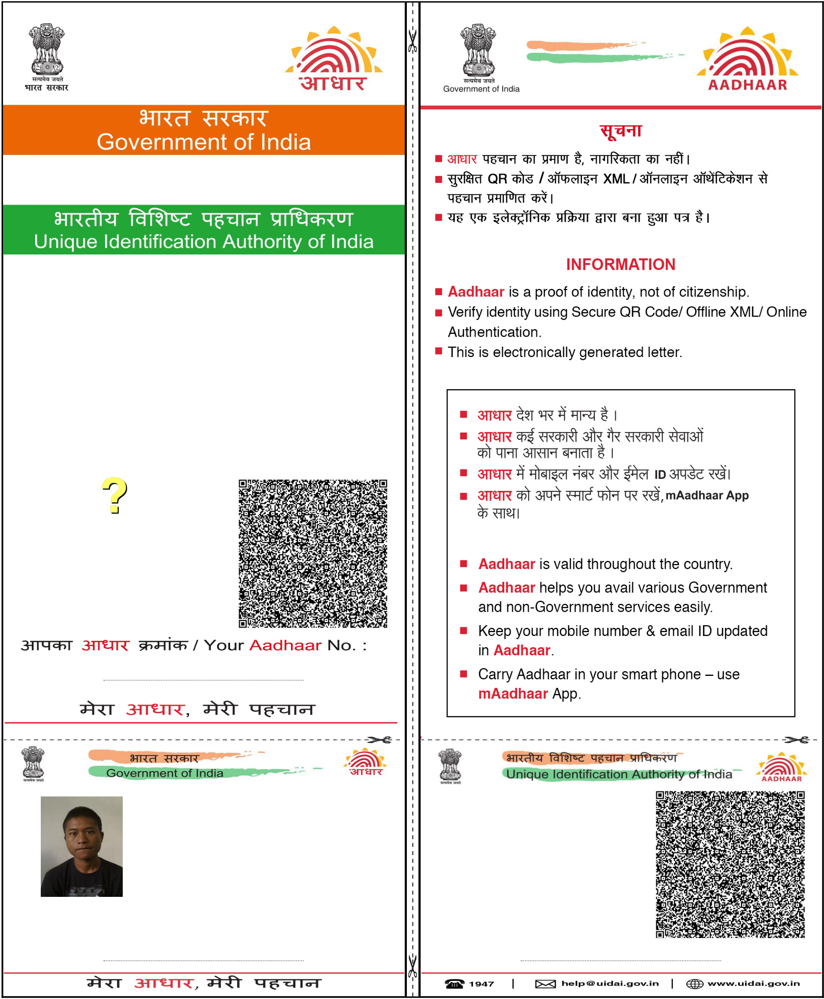 सत्यमेव जयते
भारत सरकार
आधार
भारत सरकार
Government of India
भारतीय विशिष्ट पहचान प्राधिकरण
Unique Identification Authority of India
?
आपका आधार क्रमांक / Your Aadhaar No. :
मेरा आधार, मेरी पहचान
सत्यमेव जयते
भारत सरकार
Government of India
आधार
मेरा आधार, मेरी पहचान
सत्यमेव जयते
Government of India
AADHAAR
सूचना
आधार पहचान का प्रमाण है, नागरिकता का नहीं।
सुरक्षित QR कोड / ऑफलाइन XML / ऑनलाइन ऑथेंटिकेशन से
पहचान प्रमाणित करें।
यह एक इलेक्ट्रॉनिक प्रक्रिया द्वारा बना हुआ पत्र है।
INFORMATION
Aadhaar is a proof of identity, not of citizenship.
Verify identity using Secure QR Code/ Offline XML/ Online
Authentication.
This is electronically generated letter.
आधार देश भर में मान्य है ।
आधार कई सरकारी और गैर सरकारी सेवाओं
को पाना आसान बनाता है ।
आधार में मोबाइल नंबर और ईमेल ID अपडेट रखें।
आधार को अपने स्मार्ट फोन पर रखें, mAadhaar App
के साथ।
Aadhaar is valid throughout the country.
Aadhaar helps you avail various Government
and non-Government services easily.
Keep your mobile number & email ID updated
in Aadhaar.
Carry Aadhaar in your smart phone – use
mAadhaar App.
सत्यमेव जयते
भारतीय विशिष्ट पहचान प्राधिकरण
Unique Identification Authority of India
AADHAAR
1947 | help@uidai.gov.in | www.uidai.gov.in